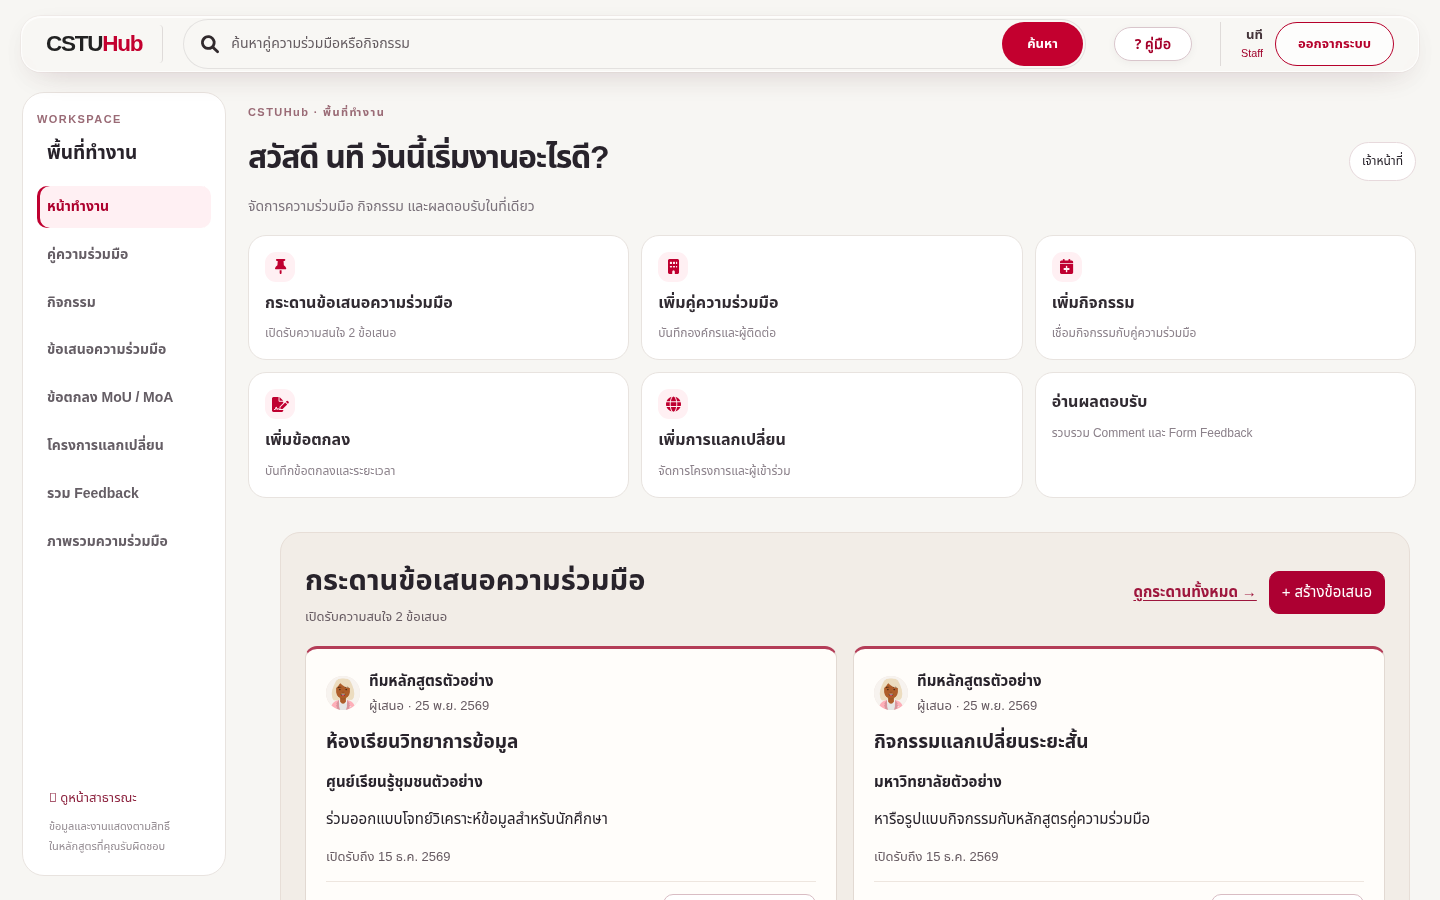 CSTUHub
ค้นหาคู่ความร่วมมือหรือกิจกรรม
ค้นหา
? คู่มือ
นที
Staff
ออกจากระบบ
WORKSPACE
พื้นที่ทำงาน
หน้าทำงาน
คู่ความร่วมมือ
กิจกรรม
ข้อเสนอความร่วมมือ
ข้อตกลง MoU / MoA
โครงการแลกเปลี่ยน
รวม Feedback
ภาพรวมความร่วมมือ
ดูหน้าสาธารณะ
ข้อมูลและงานแสดงตามสิทธิ์
ในหลักสูตรที่คุณรับผิดชอบ
CSTUHub · พื้นที่ทำงาน
สวัสดี นที วันนี้เริ่มงานอะไรดี?
เจ้าหน้าที่
จัดการความร่วมมือ กิจกรรม และผลตอบรับในที่เดียว
กระดานข้อเสนอความร่วมมือ
เปิดรับความสนใจ 2 ข้อเสนอ
เพิ่มคู่ความร่วมมือ
บันทึกองค์กรและผู้ติดต่อ
เพิ่มกิจกรรม
เชื่อมกิจกรรมกับคู่ความร่วมมือ
เพิ่มข้อตกลง
บันทึกข้อตกลงและระยะเวลา
เพิ่มการแลกเปลี่ยน
จัดการโครงการและผู้เข้าร่วม
อ่านผลตอบรับ
รวบรวม Comment และ Form Feedback
กระดานข้อเสนอความร่วมมือ
เปิดรับความสนใจ 2 ข้อเสนอ
ดูกระดานทั้งหมด →
+ สร้างข้อเสนอ
ทีมหลักสูตรตัวอย่าง
ผู้เสนอ · 25 พ.ย. 2569
ห้องเรียนวิทยาการข้อมูล
ศูนย์เรียนรู้ชุมชนตัวอย่าง
ร่วมออกแบบโจทย์วิเคราะห์ข้อมูลสำหรับนักศึกษา
เปิดรับถึง 15 ธ.ค. 2569
ทีมหลักสูตรตัวอย่าง
ผู้เสนอ · 25 พ.ย. 2569
กิจกรรมแลกเปลี่ยนระยะสั้น
มหาวิทยาลัยตัวอย่าง
หารือรูปแบบกิจกรรมกับหลักสูตรคู่ความร่วมมือ
เปิดรับถึง 15 ธ.ค. 2569